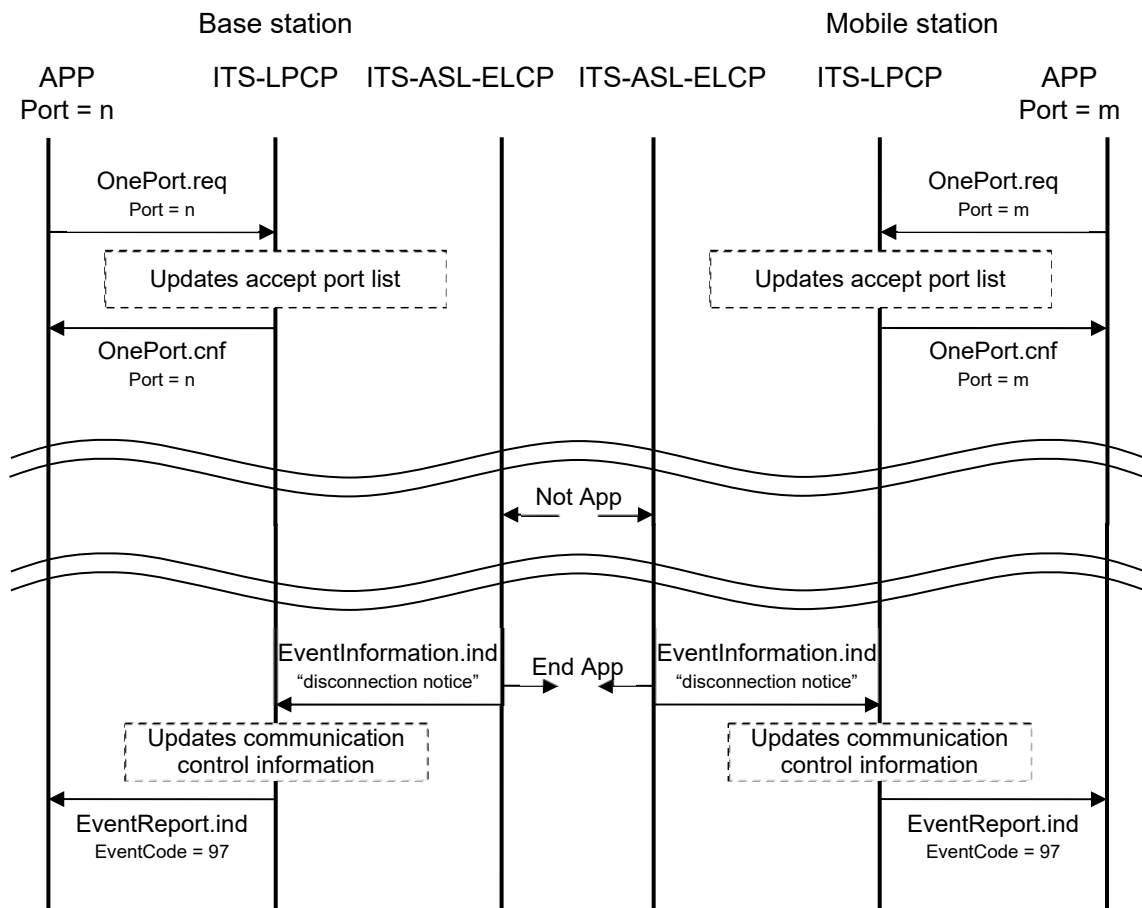 Base station
Mobile station
APP
Port = n
ITS-LPCP
ITS-ASL-ELCP
ITS-ASL-ELCP
ITS-LPCP
APP
Port = m
OnePort.req
Port = n
OnePort.req
Port = m
Updates accept port list
Updates accept port list
OnePort.cnf
Port = n
OnePort.cnf
Port = m
Not App
EventInformation.ind
“disconnection notice”
End App
EventInformation.ind
“disconnection notice”
Updates communication
control information
Updates communication
control information
EventReport.ind
EventCode = 97
EventReport.ind
EventCode = 97